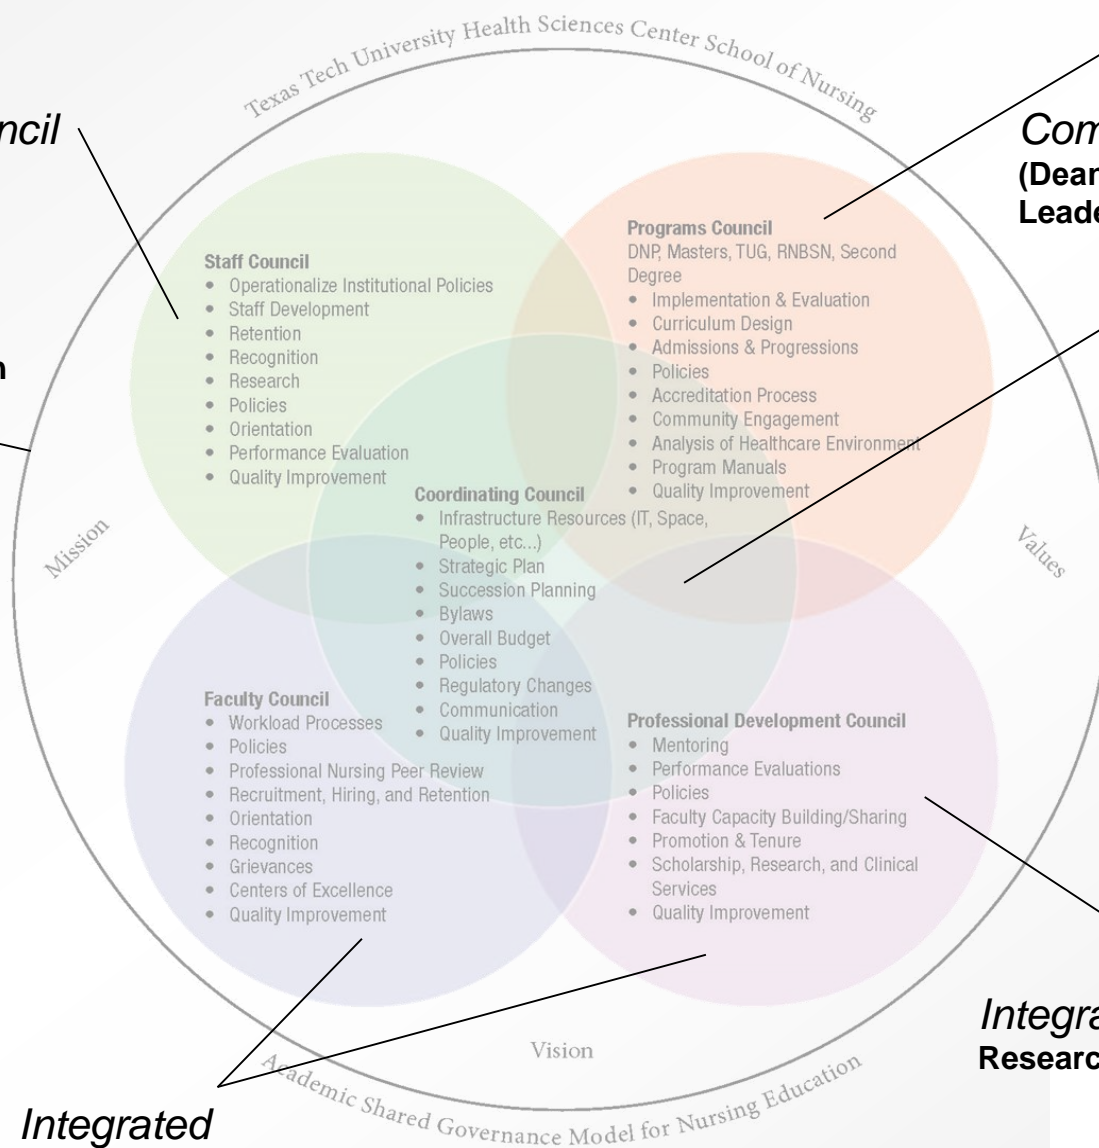 Texas Tech University Health Sciences Center School of Nursing
Staff Council
• Operationalize Institutional Policies
• Staff Development
• Retention
• Recognition
• Research
• Policies
• Orientation
• Performance Evaluation
• Quality Improvement
Programs Council
DNP, Masters, TUG, RNBSN, Second
Degree
• Implementation & Evaluation
• Curriculum Design
• Admissions & Progressions
• Policies
• Accreditation Process
• Community Engagement
• Analysis of Healthcare Environment
• Program Manuals
• Quality Improvement
Coordinating Council
• Infrastructure Resources (IT, Space,
People, etc...)
• Strategic Plan
• Succession Planning
• Bylaws
• Overall Budget
• Policies
• Regulatory Changes
• Communication
• Quality Improvement
Mission
Values
Faculty Council
• Workload Processes
• Policies
• Professional Nursing Peer Review
• Recruitment, Hiring, and Retention
• Orientation
• Recognition
• Grievances
• Centers of Excellence
• Quality Improvement
Professional Development Council
• Mentoring
• Performance Evaluations
• Policies
• Faculty Capacity Building/Sharing
• Promotion & Tenure
• Scholarship, Research, and Clinical
Services
• Quality Improvement
Vision
Academic Shared Governance Model for Nursing Education
Integrated